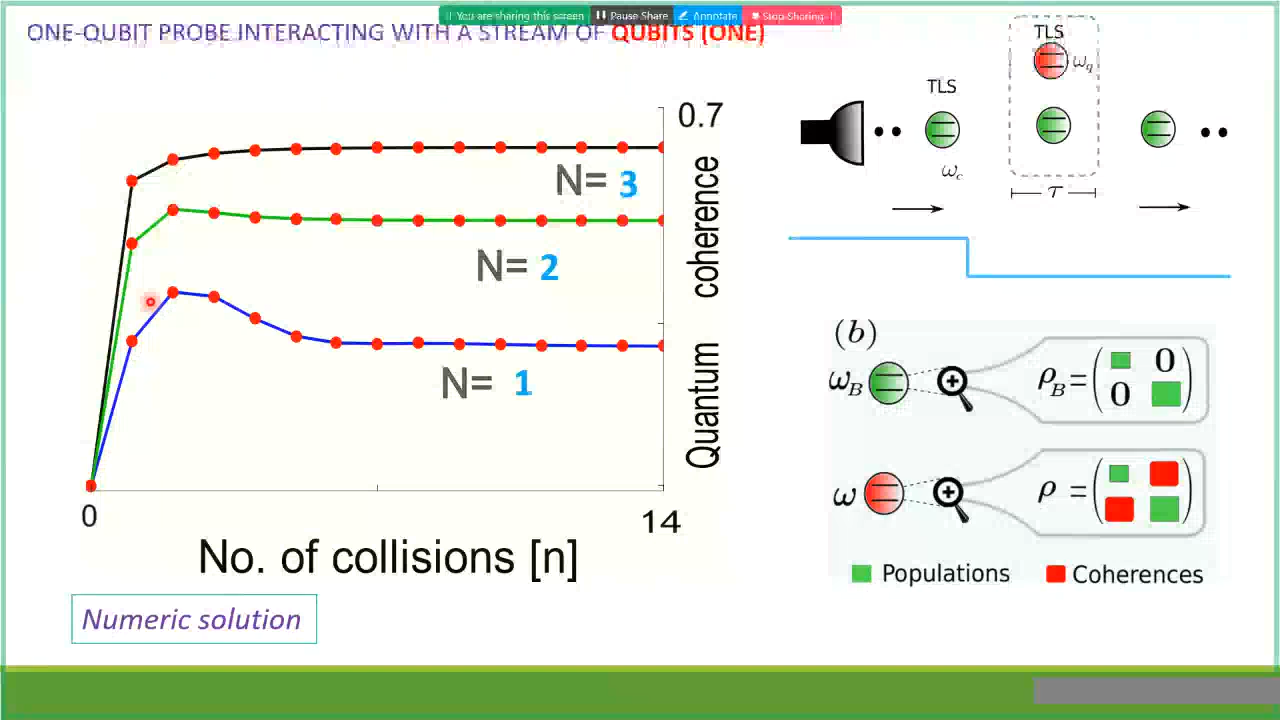 You are sharing this screen
Pause Share
Annotate
Stop Sharing
ONE-QUBIT PROBE INTERACTING WITH A STREAM OF QUBITS (ONE)
0.7
Quantum coherence
N= 3
N= 2
N= 1
0
14
No. of collisions [n]
Numeric solution
TLS
ω_q
TLS
ω_c
τ
(b)
ω_B
ρ_B = ( 0
0 )
ω
ρ =
Populations
Coherences